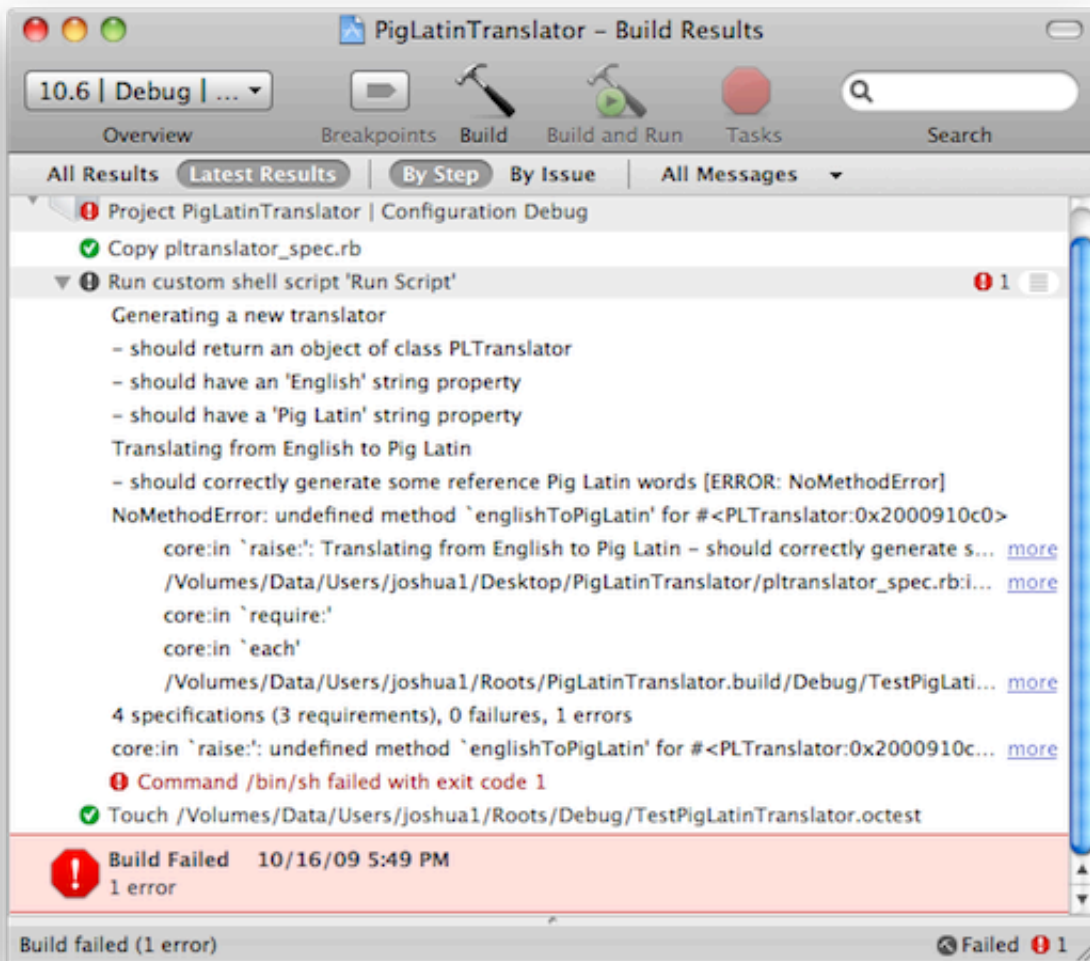 PigLatinTranslator – Build Results
10.6 | Debug | ...
Overview Breakpoints Build Build and Run Tasks Search
All Results Latest Results By Step By Issue All Messages
Project PigLatinTranslator | Configuration Debug
Copy pltranslator_spec.rb
Run custom shell script 'Run Script' 1
Generating a new translator
– should return an object of class PLTranslator
– should have an 'English' string property
– should have a 'Pig Latin' string property
Translating from English to Pig Latin
– should correctly generate some reference Pig Latin words [ERROR: NoMethodError]
NoMethodError: undefined method `englishToPigLatin' for #<PLTranslator:0x2000910c0>
core:in `raise:': Translating from English to Pig Latin – should correctly generate s... more
/Volumes/Data/Users/joshua1/Desktop/PigLatinTranslator/pltranslator_spec.rb:i... more
core:in `require:'
core:in `each'
/Volumes/Data/Users/joshua1/Roots/PigLatinTranslator.build/Debug/TestPigLati... more
4 specifications (3 requirements), 0 failures, 1 errors
core:in `raise:': undefined method `englishToPigLatin' for #<PLTranslator:0x2000910c... more
Command /bin/sh failed with exit code 1
Touch /Volumes/Data/Users/joshua1/Roots/Debug/TestPigLatinTranslator.octest
Build Failed 10/16/09 5:49 PM
1 error
Build failed (1 error) Failed 1